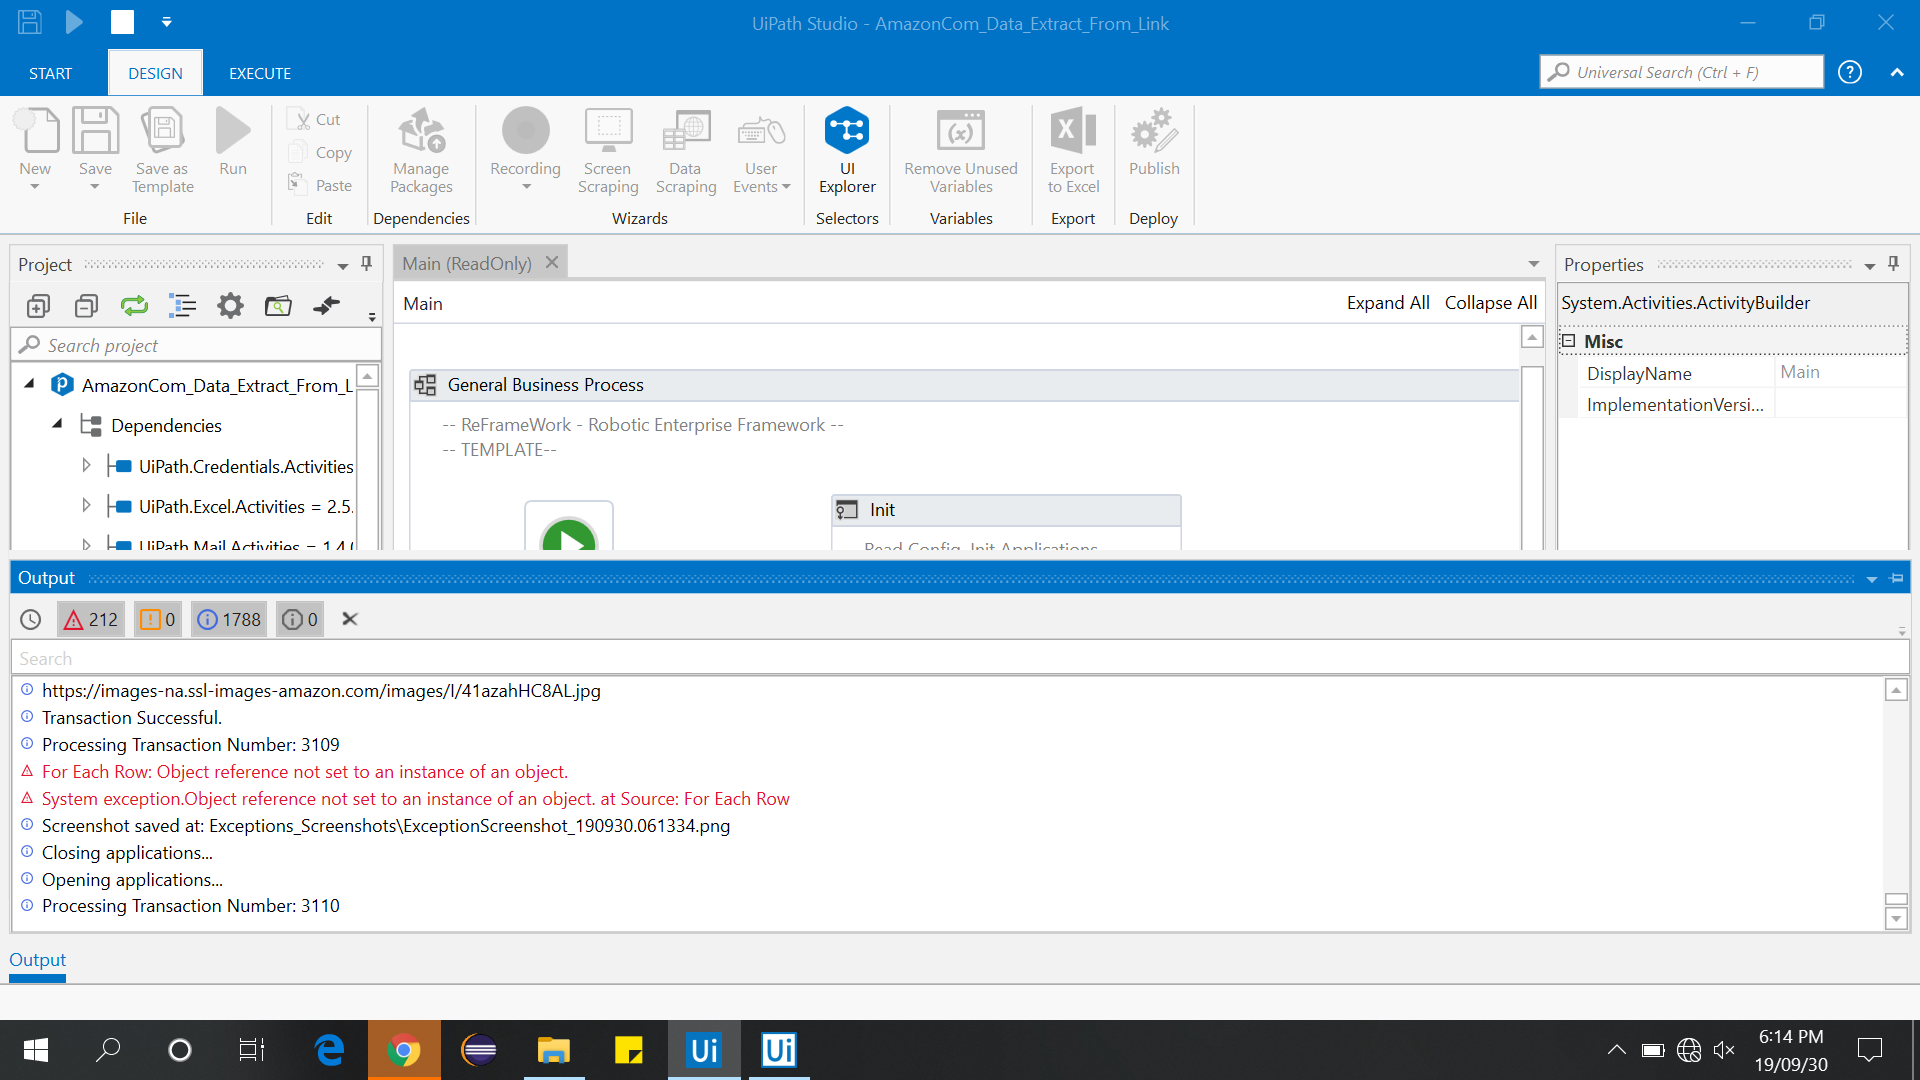 UiPath Studio - AmazonCom_Data_Extract_From_Link
START
DESIGN
EXECUTE
Universal Search (Ctrl + F)
New
Save
Save as
Template
Run
File
Cut
Copy
Paste
Edit
Manage
Packages
Dependencies
Recording
Screen
Scraping
Data
Scraping
User
Events
Wizards
UI
Explorer
Selectors
Remove Unused
Variables
Variables
Export
to Excel
Export
Publish
Deploy
Project
Search project
AmazonCom_Data_Extract_From_L
Dependencies
UiPath.Credentials.Activities
UiPath.Excel.Activities = 2.5.
UiPath.Mail.Activities = 1.4.
Main (ReadOnly)
Main
Expand All Collapse All
General Business Process
-- ReFrameWork - Robotic Enterprise Framework --
-- TEMPLATE--
Init
Read Config, Init Applications
Properties
System.Activities.ActivityBuilder
Misc
DisplayName Main
ImplementationVersi...
Output
212 0 1788 0
Search
https://images-na.ssl-images-amazon.com/images/I/41azahHC8AL.jpg
Transaction Successful.
Processing Transaction Number: 3109
For Each Row: Object reference not set to an instance of an object.
System exception.Object reference not set to an instance of an object. at Source: For Each Row
Screenshot saved at: Exceptions_Screenshots\ExceptionScreenshot_190930.061334.png
Closing applications...
Opening applications...
Processing Transaction Number: 3110
Output
Ui
Ui
6:14 PM
19/09/30